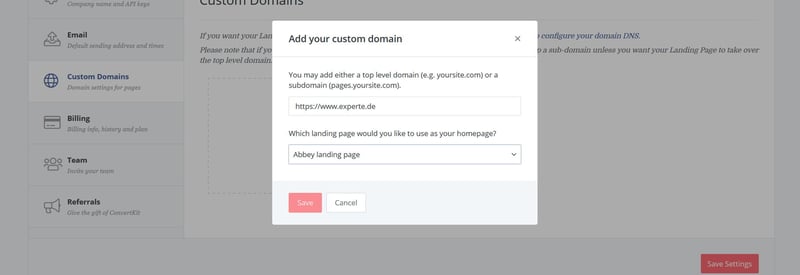 Company name and API keys
Email
Default sending address and times
Custom Domains
Domain settings for pages
Billing
Billing info, history and plan
Team
Invite your team
Referrals
Give the gift of ConvertKit
Custom Domains
If you want your Lan
to configure your domain DNS.
Please note that if yo
to a sub-domain unless you want your Landing Page to take over
the top level domain.
Add your custom domain
×
You may add either a top level domain (e.g. yoursite.com) or a
subdomain (pages.yoursite.com).
https://www.experte.de
Which landing page would you like to use as your homepage?
Abbey landing page
Save
Cancel
Save Settings